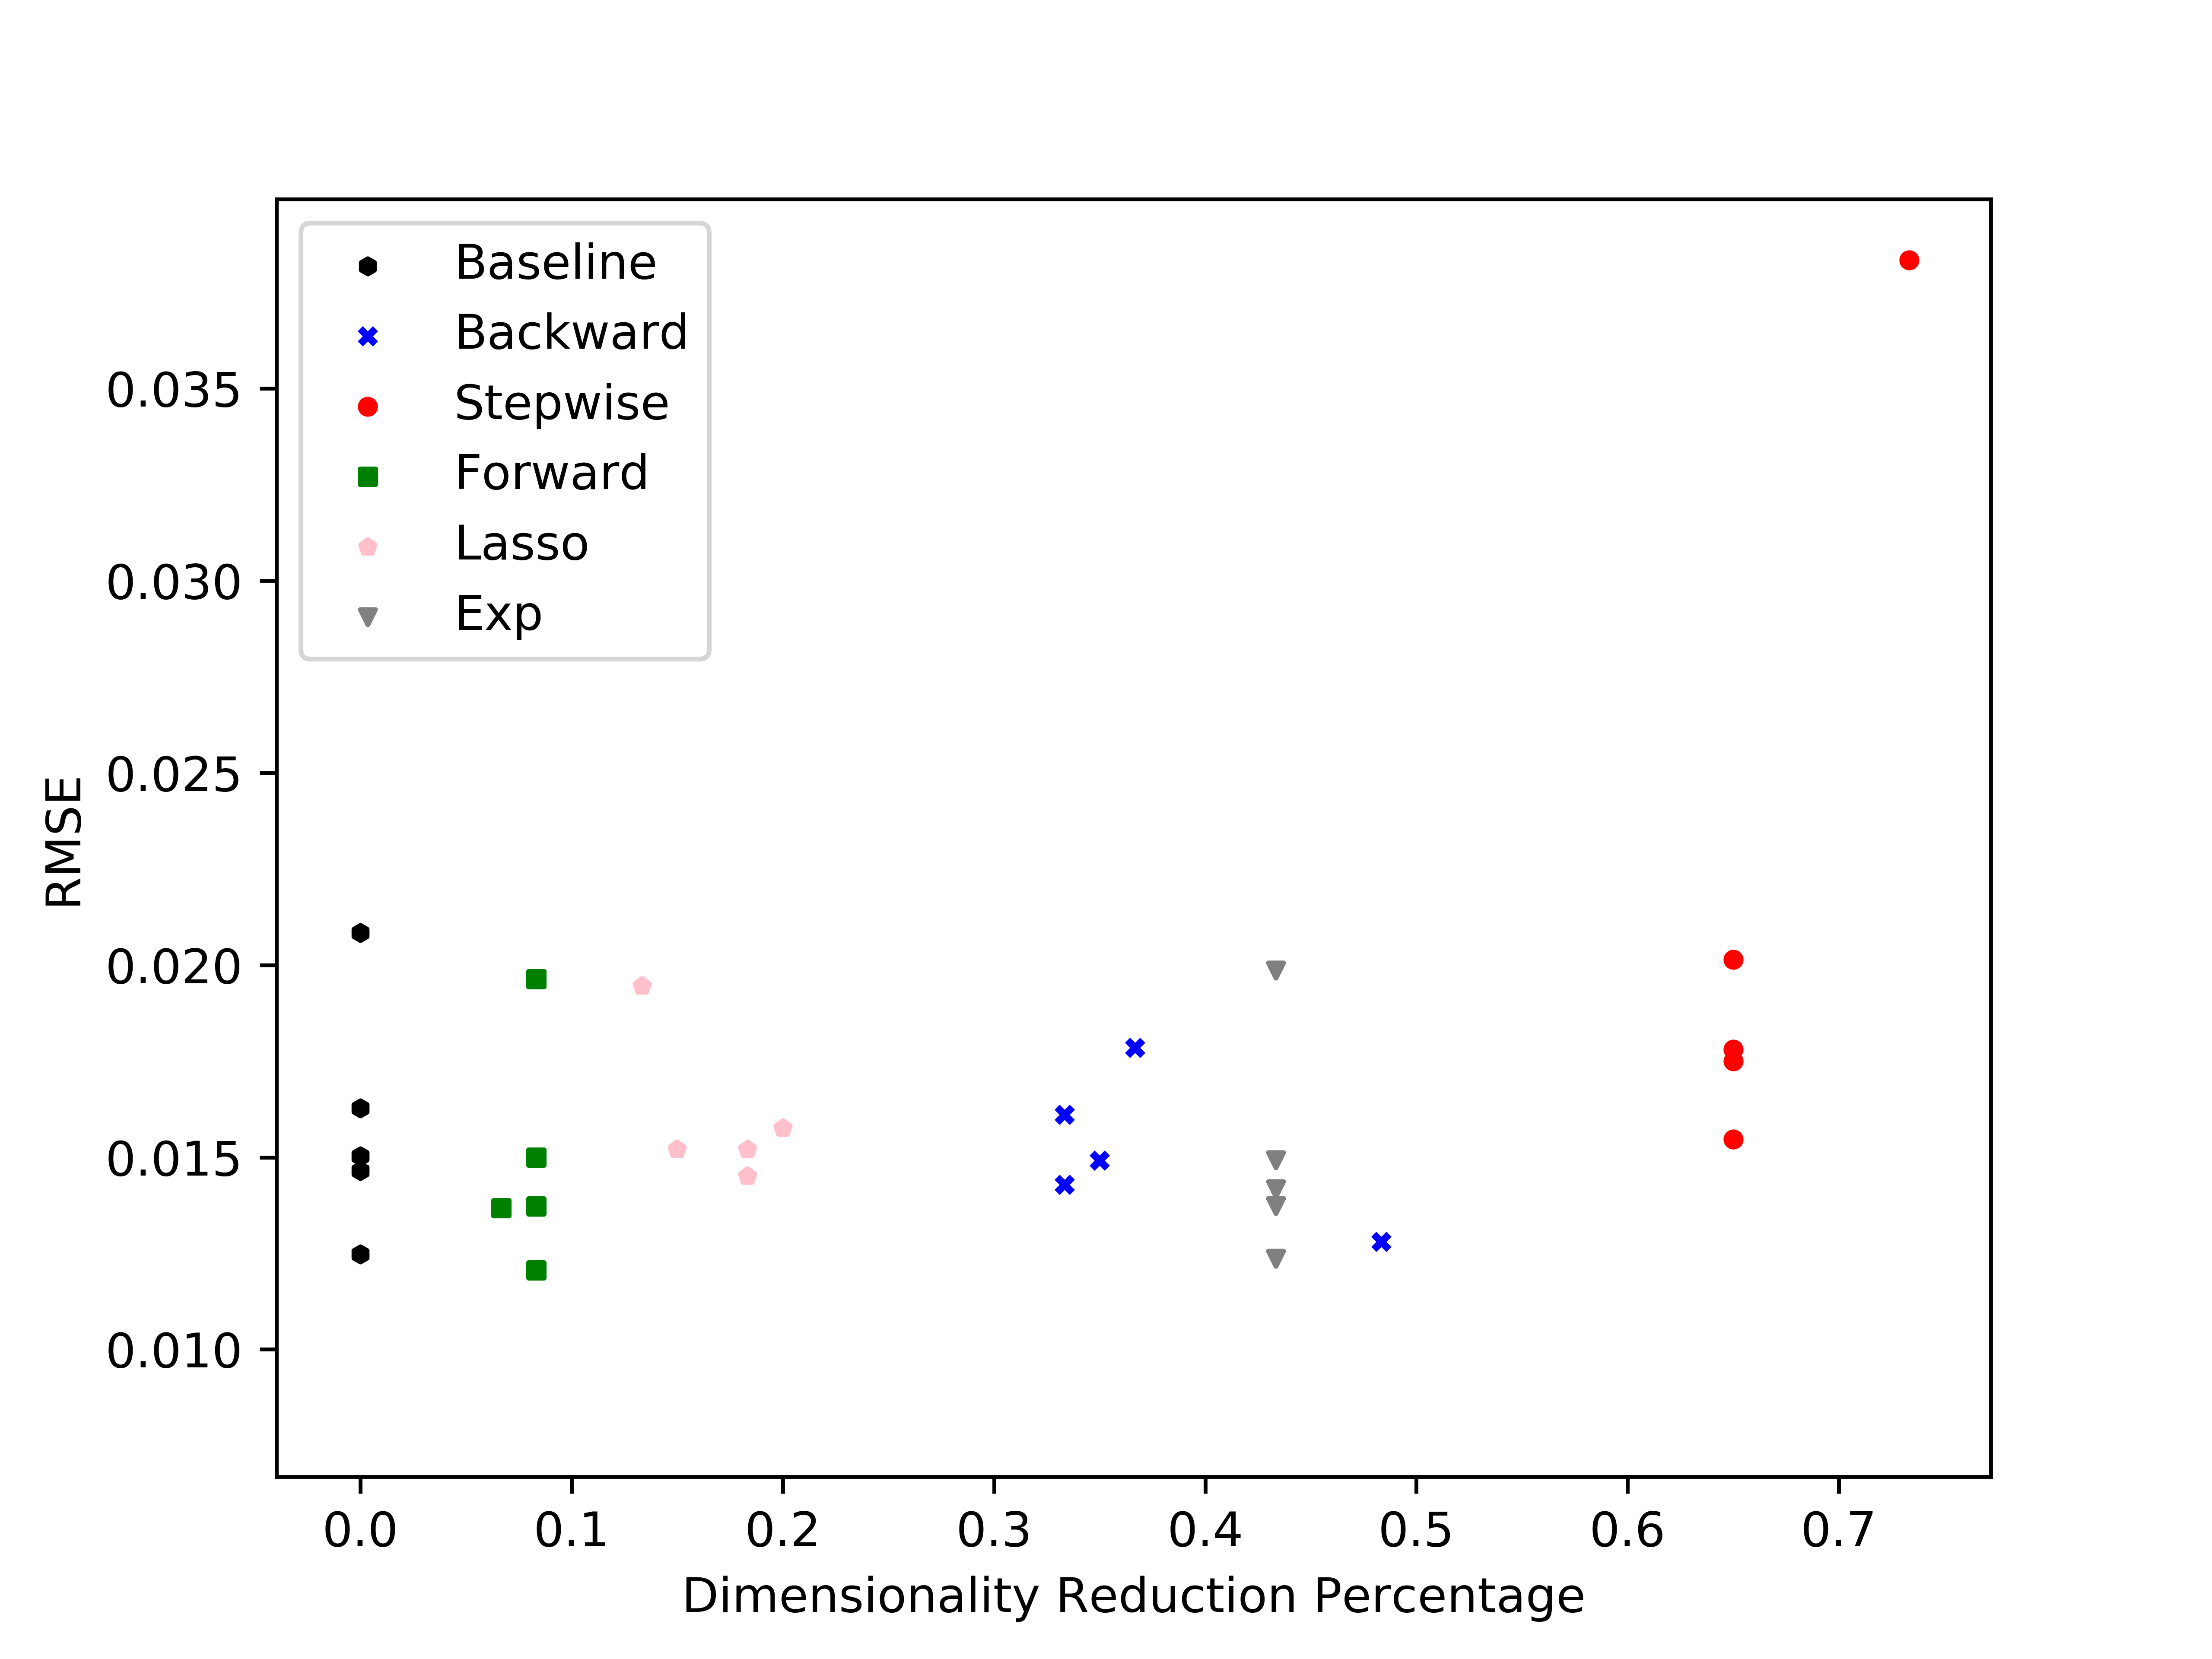 Baseline
Backward
Stepwise
Forward
Lasso
Exp
0.035
0.030
0.025
0.020
0.015
0.010
RMSE
0.0 0.1 0.2 0.3 0.4 0.5 0.6 0.7
Dimensionality Reduction Percentage